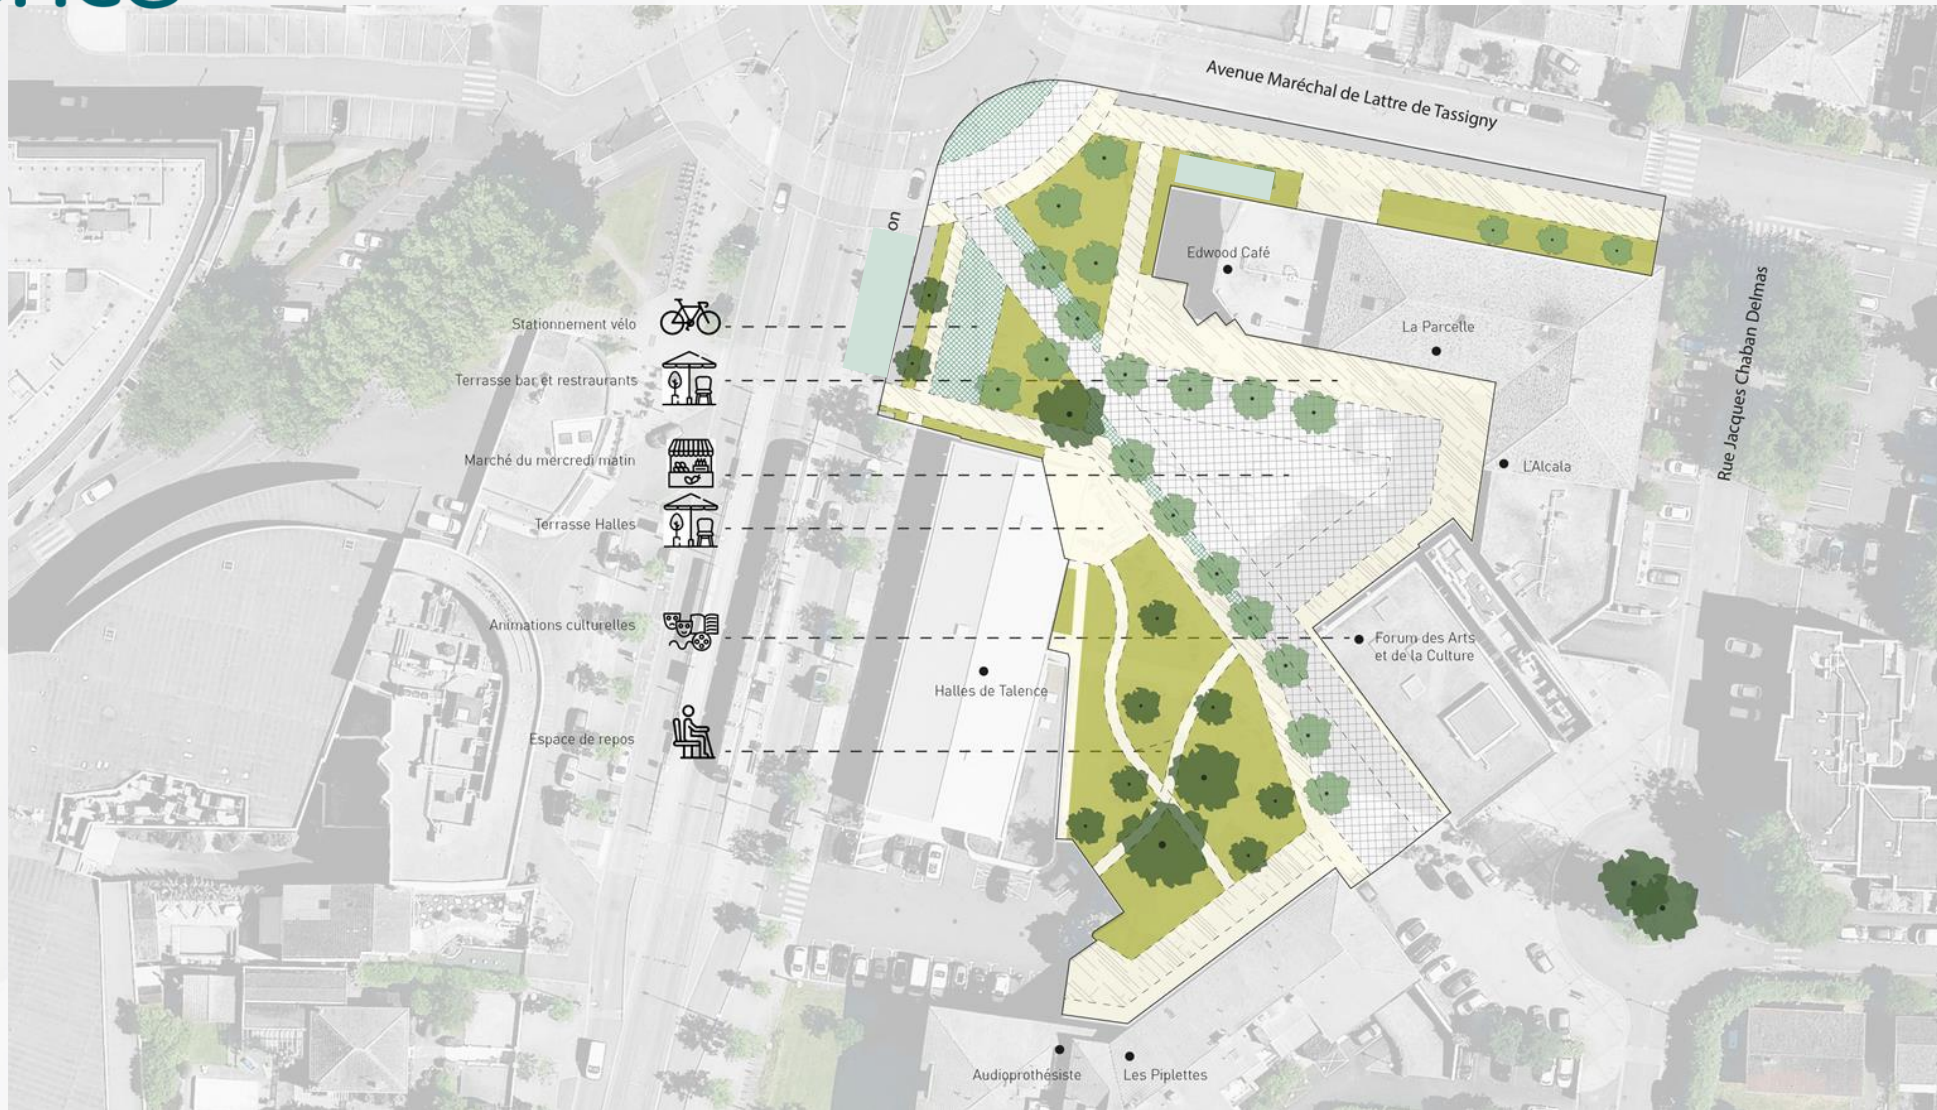 Avenue Maréchal de Lattre de Tassigny
on
Edwood Café
Rue Jacques Chaban Delmas
Stationnement vélo
La Parcelle
Terrasse bar et restraurants
Marché du mercredi matin
L'Alcala
Terrasse Halles
Animations culturelles
Forum des Arts
et de la Culture
Halles de Talence
Espace de repos
Audioprothésiste
Les Piplettes